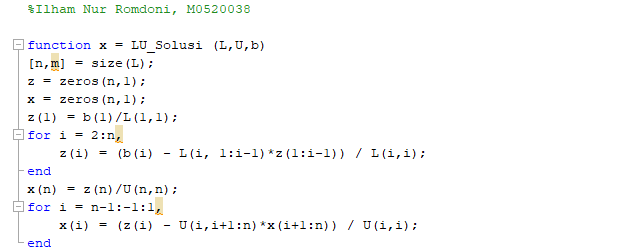 %Ilham Nur Romdoni, M0520038
function x = LU_Solusi (L,U,b)
[n,m] = size(L);
z = zeros(n,1);
x = zeros(n,1);
z(1) = b(1)/L(1,1);
for i = 2:n,
    z(i) = (b(i) - L(i, 1:i-1)*z(1:i-1)) / L(i,i);
end
x(n) = z(n)/U(n,n);
for i = n-1:-1:1,
    x(i) = (z(i) - U(i,i+1:n)*x(i+1:n)) / U(i,i);
end